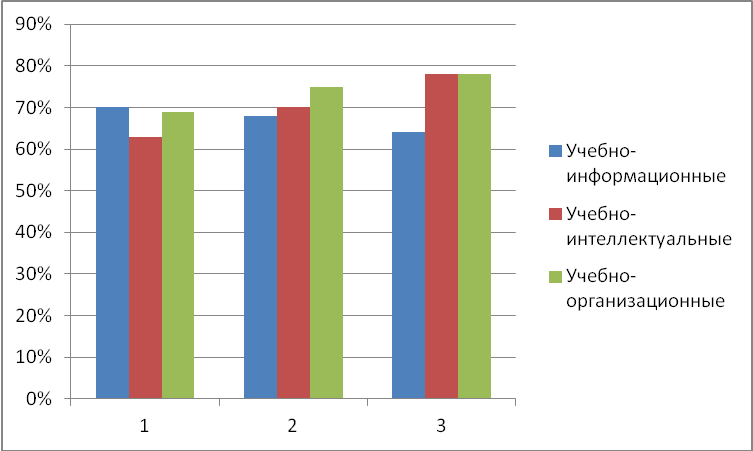 90%
80%
70%
60%
50%
40%
30%
20%
10%
0%
1 2 3
Учебно-
информационные
Учебно-
интеллектуальные
Учебно-
организационные